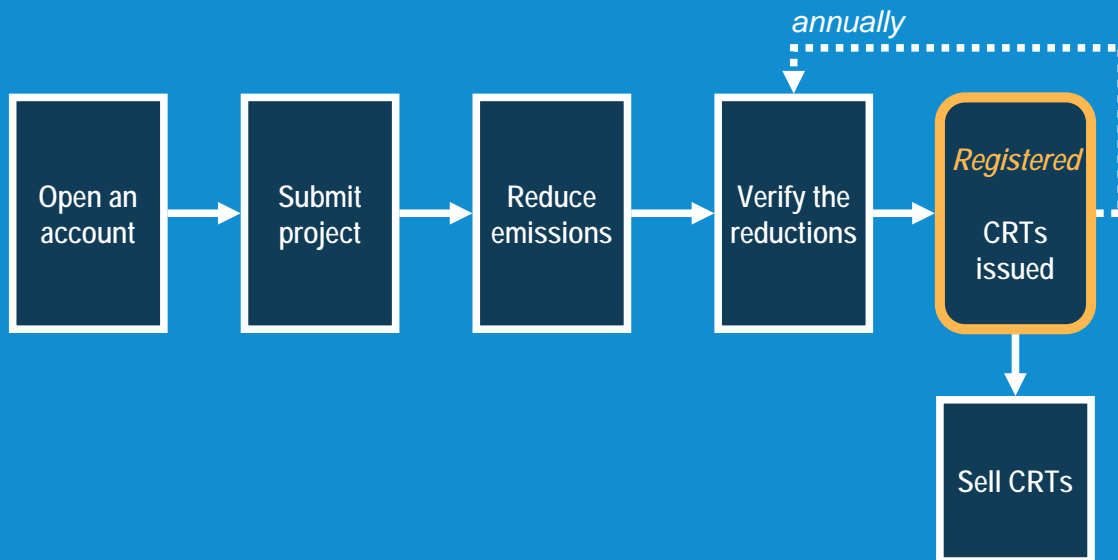 annually
Open an
account
Submit
project
Reduce
emissions
Verify the
reductions
Registered
CRTs
issued
Sell CRTs